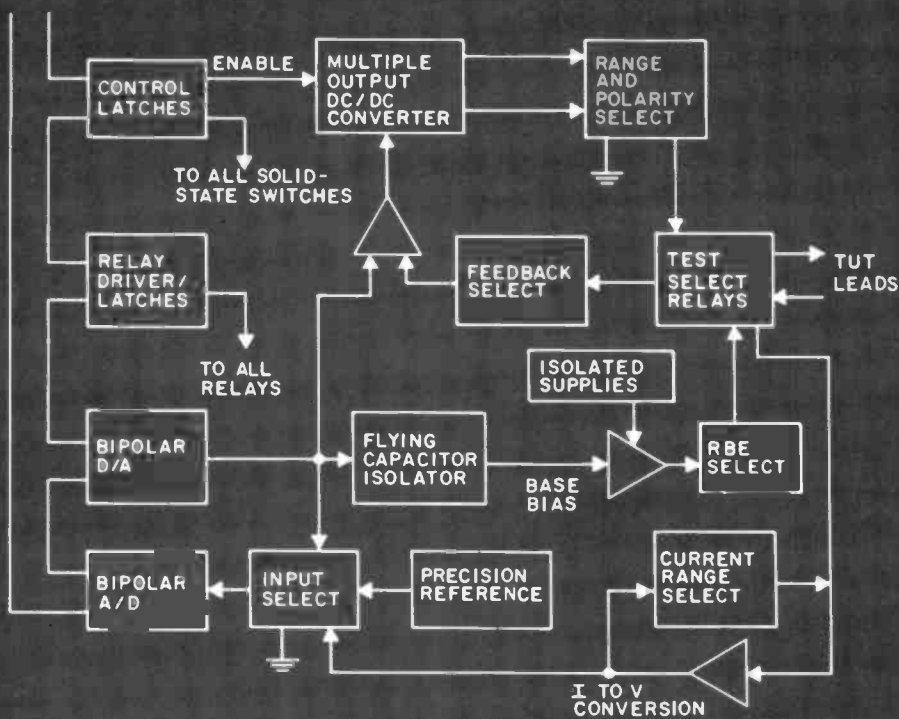 CONTROL
LATCHES
ENABLE
MULTIPLE
OUTPUT
DC/DC
CONVERTER
RANGE
AND
POLARITY
SELECT
TO ALL SOLID-
STATE SWITCHES
RELAY
DRIVER/
LATCHES
FEEDBACK
SELECT
TEST
SELECT
RELAYS
TUT
LEADS
TO ALL
RELAYS
ISOLATED
SUPPLIES
BIPOLAR
D/A
FLYING
CAPACITOR
ISOLATOR
BASE
BIAS
RBE
SELECT
BIPOLAR
A/D
INPUT
SELECT
PRECISION
REFERENCE
CURRENT
RANGE
SELECT
I TO V
CONVERSION